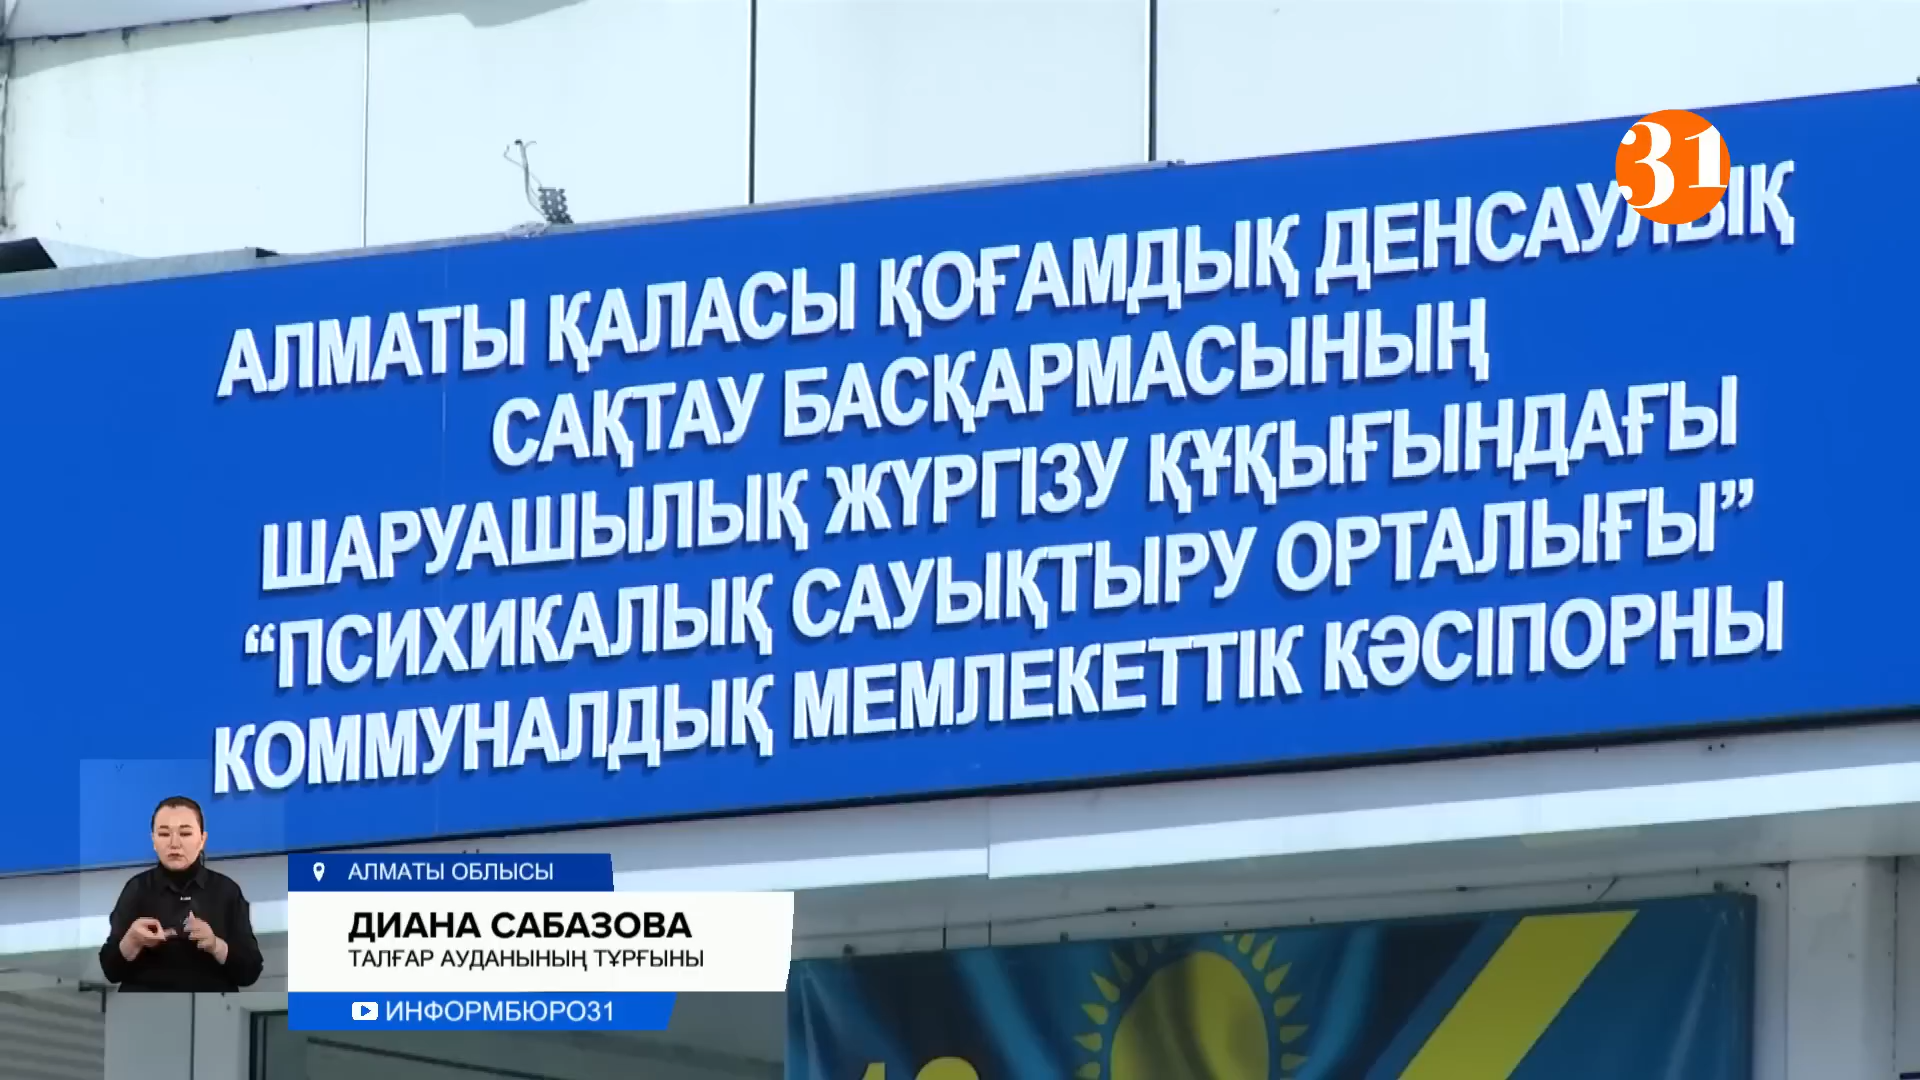 31
АЛМАТЫ ҚАЛАСЫ ҚОҒАМДЫҚ ДЕНСАУЛЫҚ
САҚТАУ БАСҚАРМАСЫНЫҢ
ШАРУАШЫЛЫҚ ЖҮРГІЗУ ҚҰҚЫҒЫНДАҒЫ
“ПСИХИКАЛЫҚ САУЫҚТЫРУ ОРТАЛЫҒЫ”
КОММУНАЛДЫҚ МЕМЛЕКЕТТІК КӘСІПОРНЫ
АЛМАТЫ ОБЛЫСЫ
ДИАНА САБАЗОВА
ТАЛҒАР АУДАНЫНЫҢ ТҰРҒЫНЫ
ИНФОРМБЮРО31